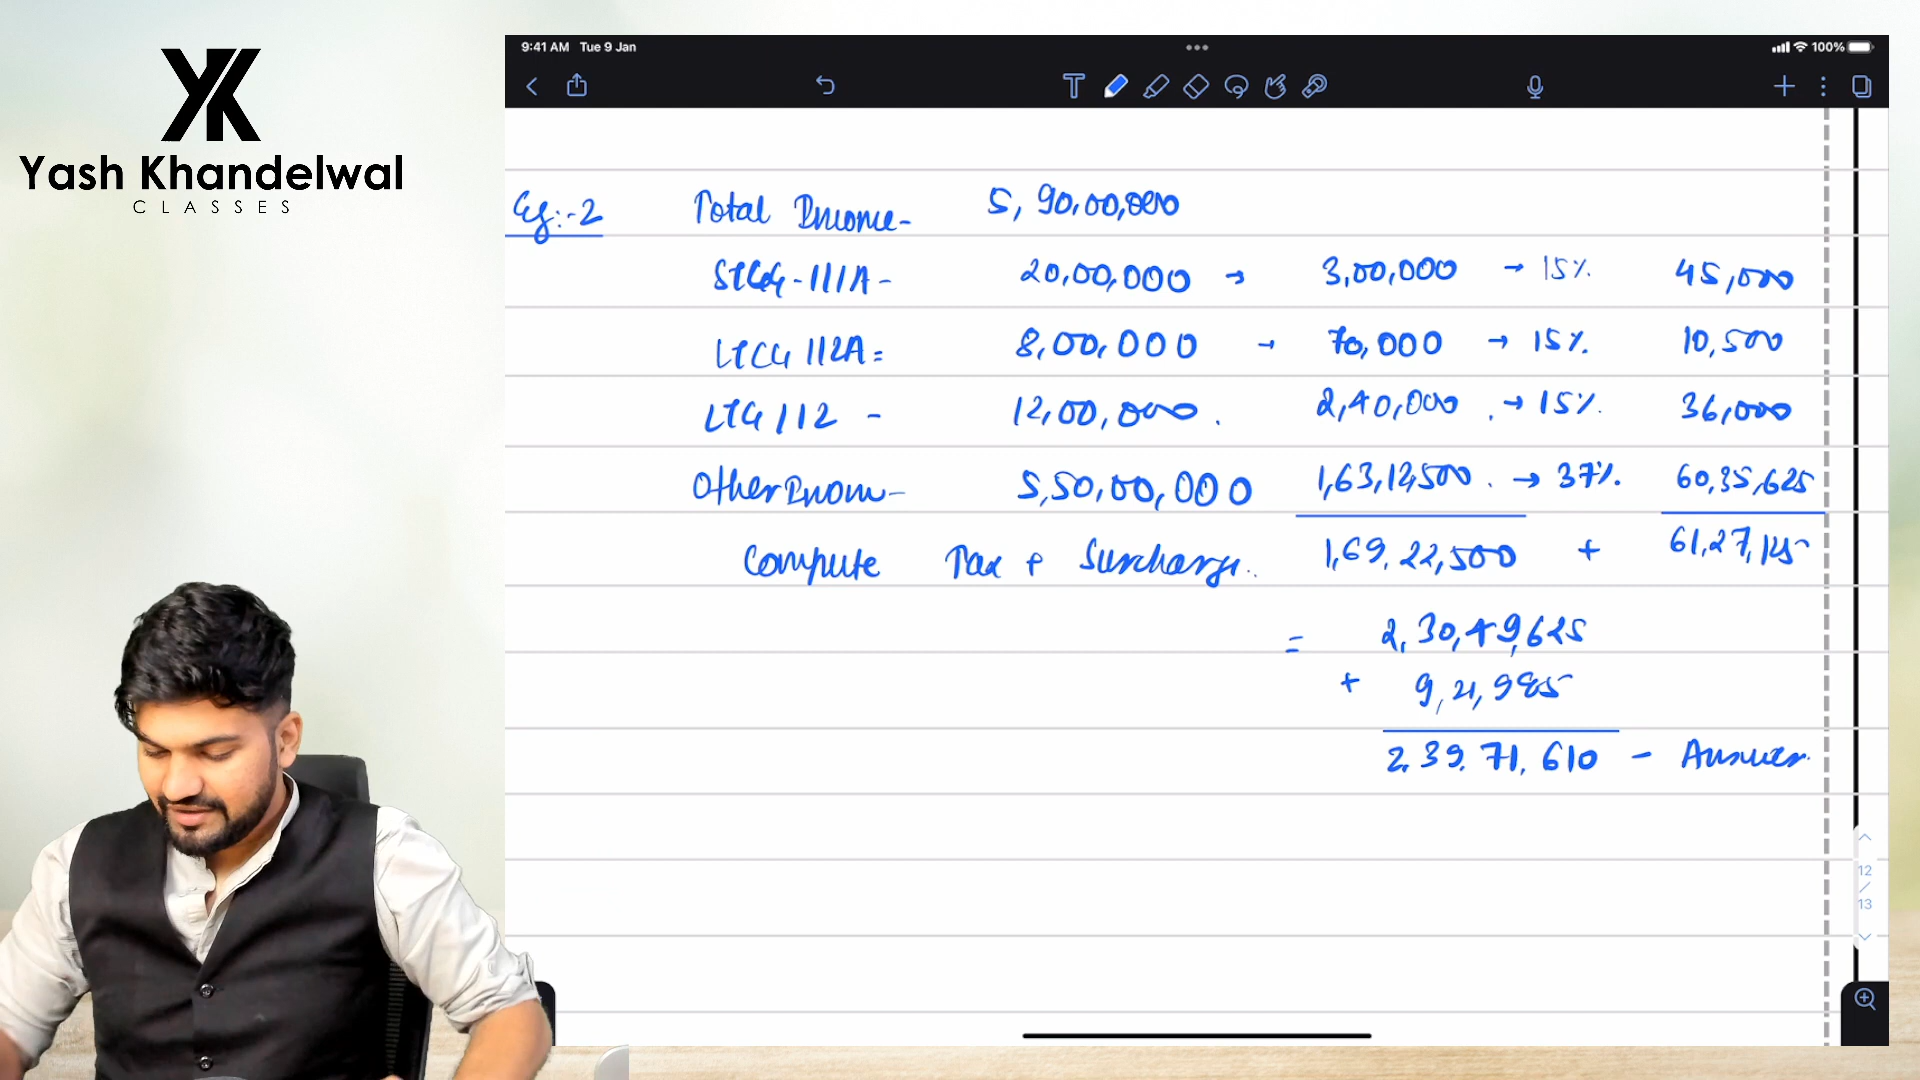 YK
Yash Khandelwal
CLASSES
9:41 AM Tue 9 Jan
100%
Eg:-2 Total Income- 5,90,00,000
STCG-111A- 20,00,000 → 3,00,000 → 15% 45,000
LTCG 112A= 8,00,000 → 70,000 → 15% 10,500
LTCG 112 - 12,00,000. 2,40,000. → 15% 36,000
Other Incom- 5,50,00,000 1,63,12,500. → 37% 60,35,625
Compute Tax + Surcharge.. 1,69,22,500 + 61,27,125
= 2,30,49,625
+ 9,21,985
2,39,71,610 - Answer.
12
/
13